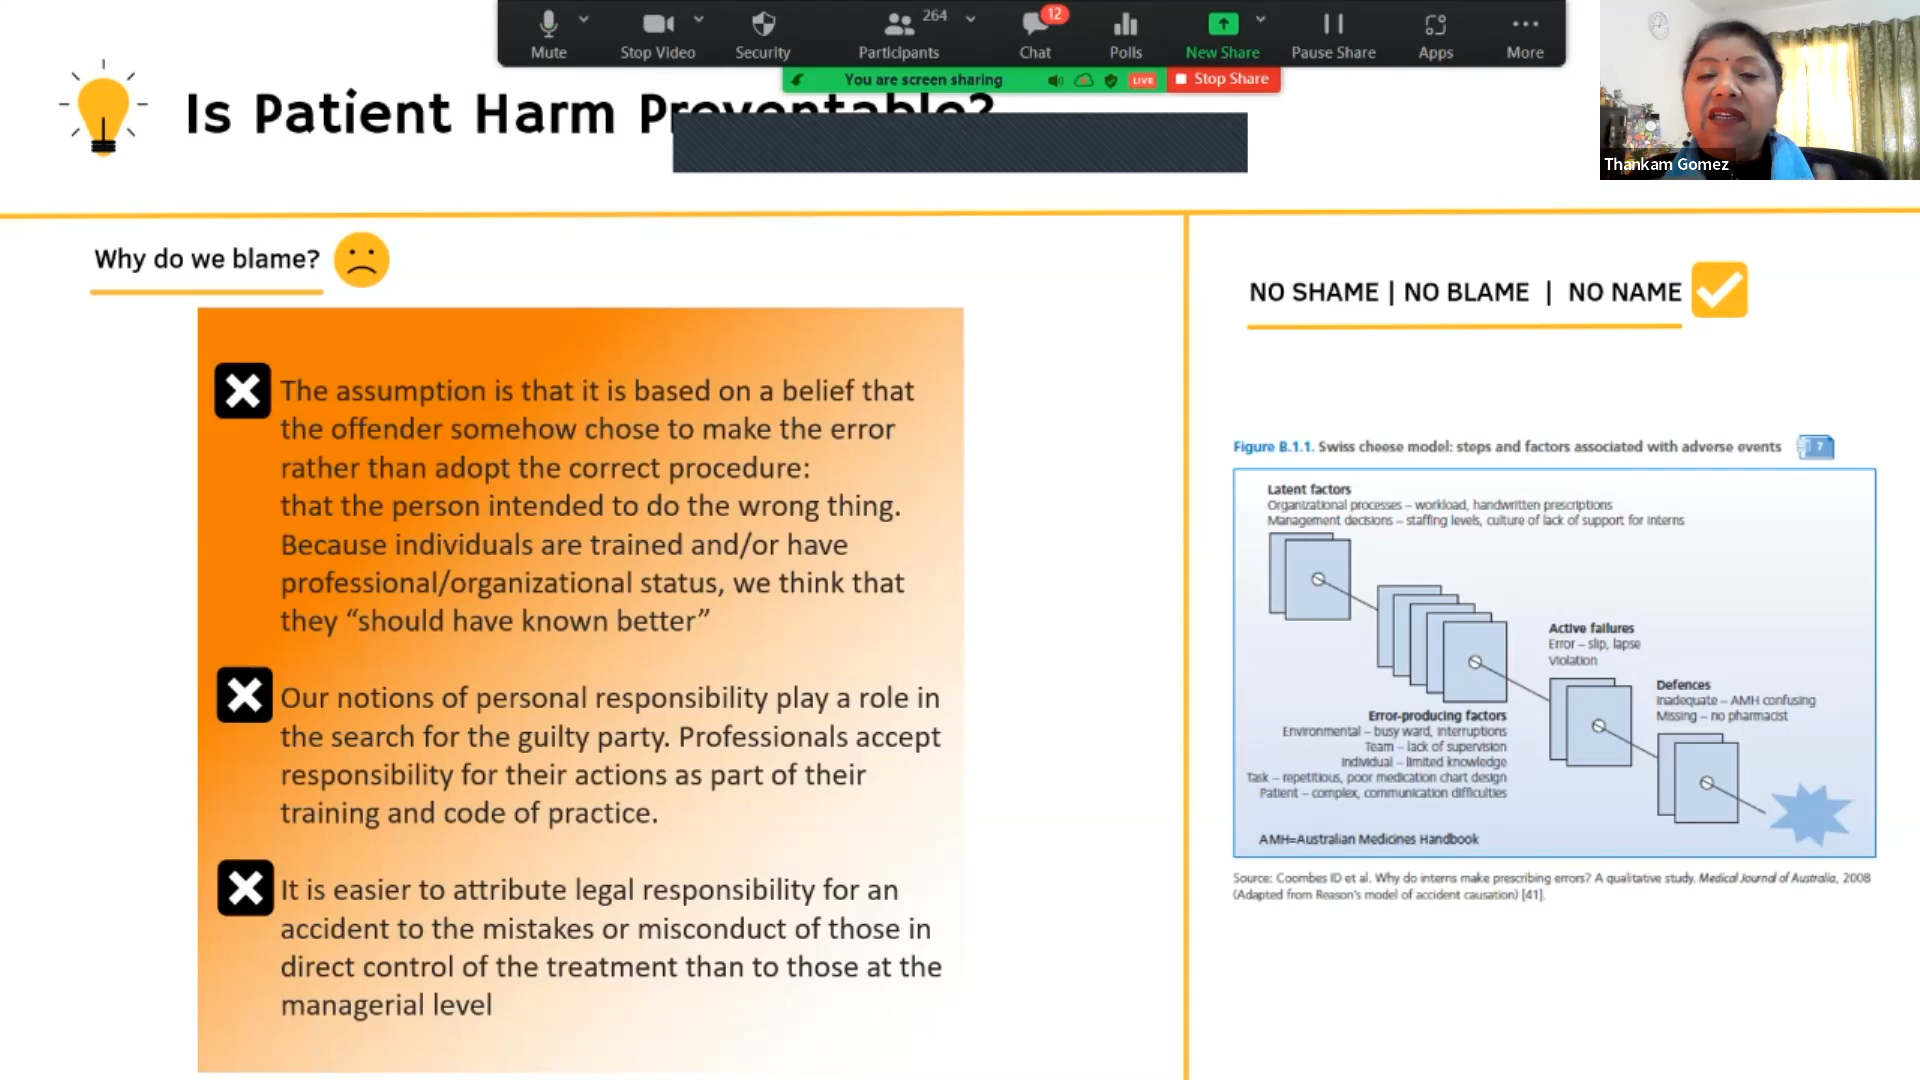 264
12
Mute
Stop Video
Security
Participants
Chat
Polls
New Share
Pause Share
Apps
More
You are screen sharing
LIVE
Stop Share
Is Patient Harm Preventable?
Thankam Gomez
Why do we blame?
The assumption is that it is based on a belief that
the offender somehow chose to make the error
rather than adopt the correct procedure:
that the person intended to do the wrong thing.
Because individuals are trained and/or have
professional/organizational status, we think that
they “should have known better”
Our notions of personal responsibility play a role in
the search for the guilty party. Professionals accept
responsibility for their actions as part of their
training and code of practice.
It is easier to attribute legal responsibility for an
accident to the mistakes or misconduct of those in
direct control of the treatment than to those at the
managerial level
NO SHAME | NO BLAME | NO NAME
Figure B.1.1. Swiss cheese model: steps and factors associated with adverse events
7
Latent factors
Organizational processes – workload, handwritten prescriptions
Management decisions – staffing levels, culture of lack of support for interns
Active failures
Error – slip, lapse
Violation
Defences
Inadequate – AMH confusing
Missing – no pharmacist
Error-producing factors
Environmental – busy ward, interruptions
Team – lack of supervision
Individual – limited knowledge
Task – repetitious, poor medication chart design
Patient – complex, communication difficulties
AMH=Australian Medicines Handbook
Source: Coombes ID et al. Why do interns make prescribing errors? A qualitative study. Medical Journal of Australia, 2008
(Adapted from Reason's model of accident causation) [41].